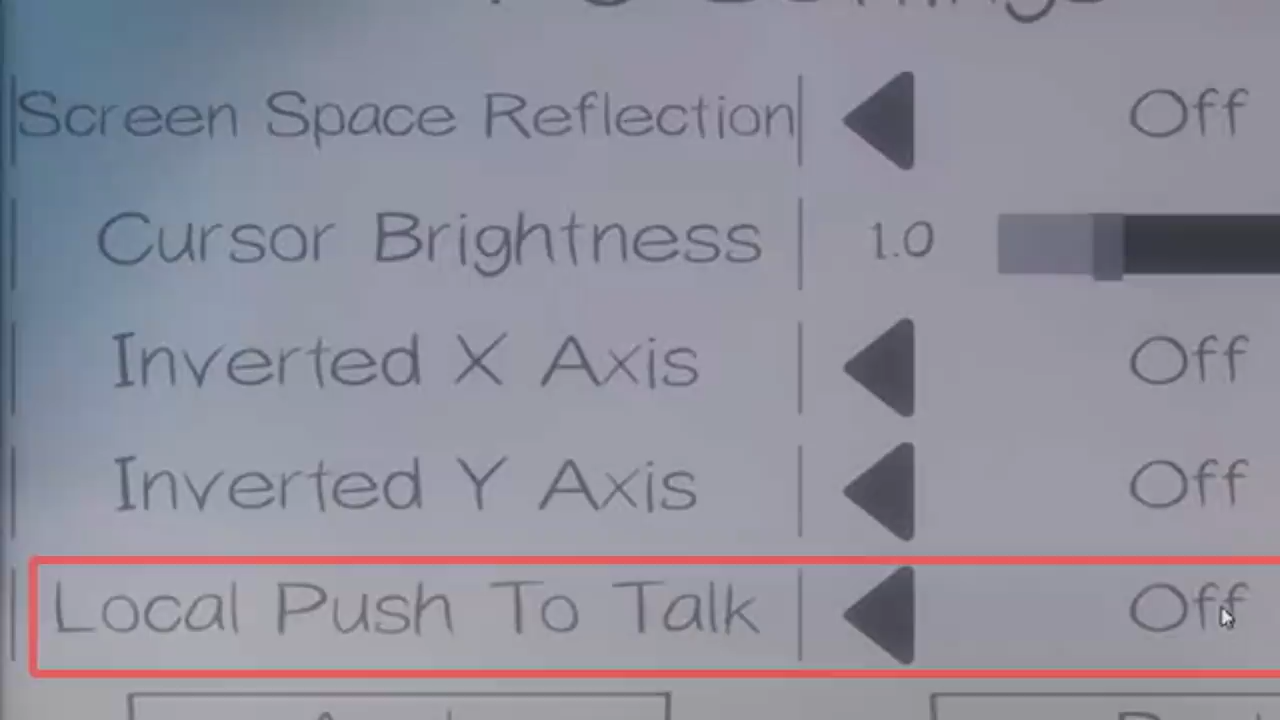 Screen Space Reflection Off
Cursor Brightness 1.0
Inverted X Axis Off
Inverted Y Axis Off
Local Push To Talk Off